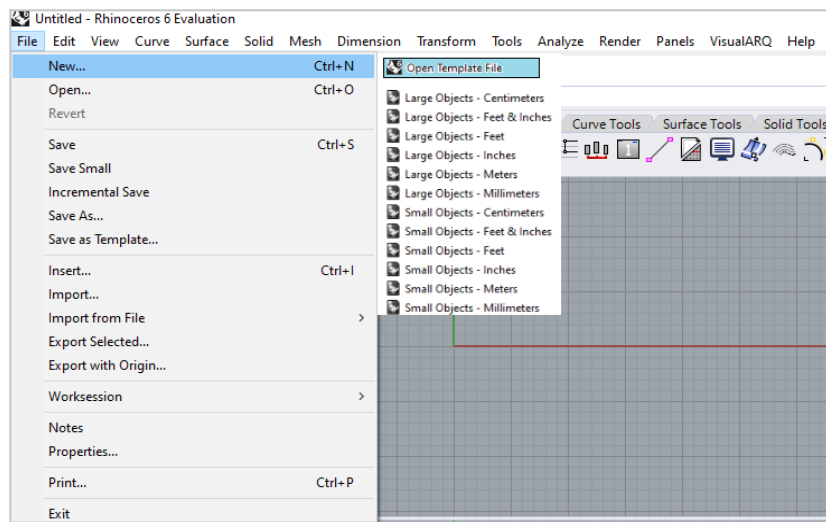 Untitled - Rhinoceros 6 Evaluation
File Edit View Curve Surface Solid Mesh Dimension Transform Tools Analyze Render Panels VisualARQ Help
New... Ctrl+N
Open... Ctrl+O
Revert
Save Ctrl+S
Save Small
Incremental Save
Save As...
Save as Template...
Insert... Ctrl+I
Import...
Import from File >
Export Selected...
Export with Origin...
Worksession >
Notes
Properties...
Print... Ctrl+P
Exit
Open Template File
Large Objects - Centimeters
Large Objects - Feet & Inches
Large Objects - Feet
Large Objects - Inches
Large Objects - Meters
Large Objects - Millimeters
Small Objects - Centimeters
Small Objects - Feet & Inches
Small Objects - Feet
Small Objects - Inches
Small Objects - Meters
Small Objects - Millimeters
Curve Tools Surface Tools Solid Tools